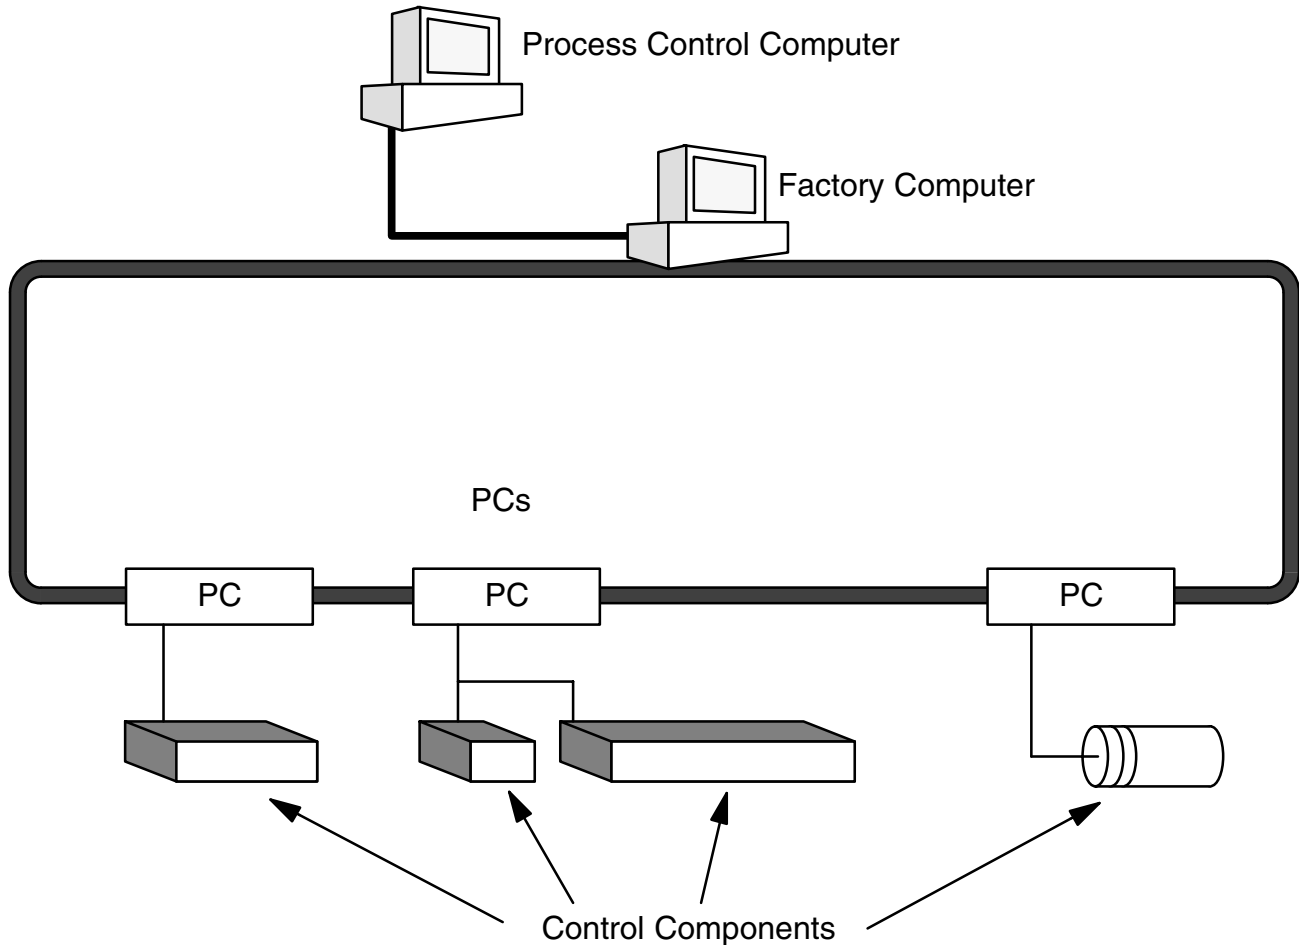 Process Control Computer
Factory Computer
PCs
PC
PC
PC
Control Components